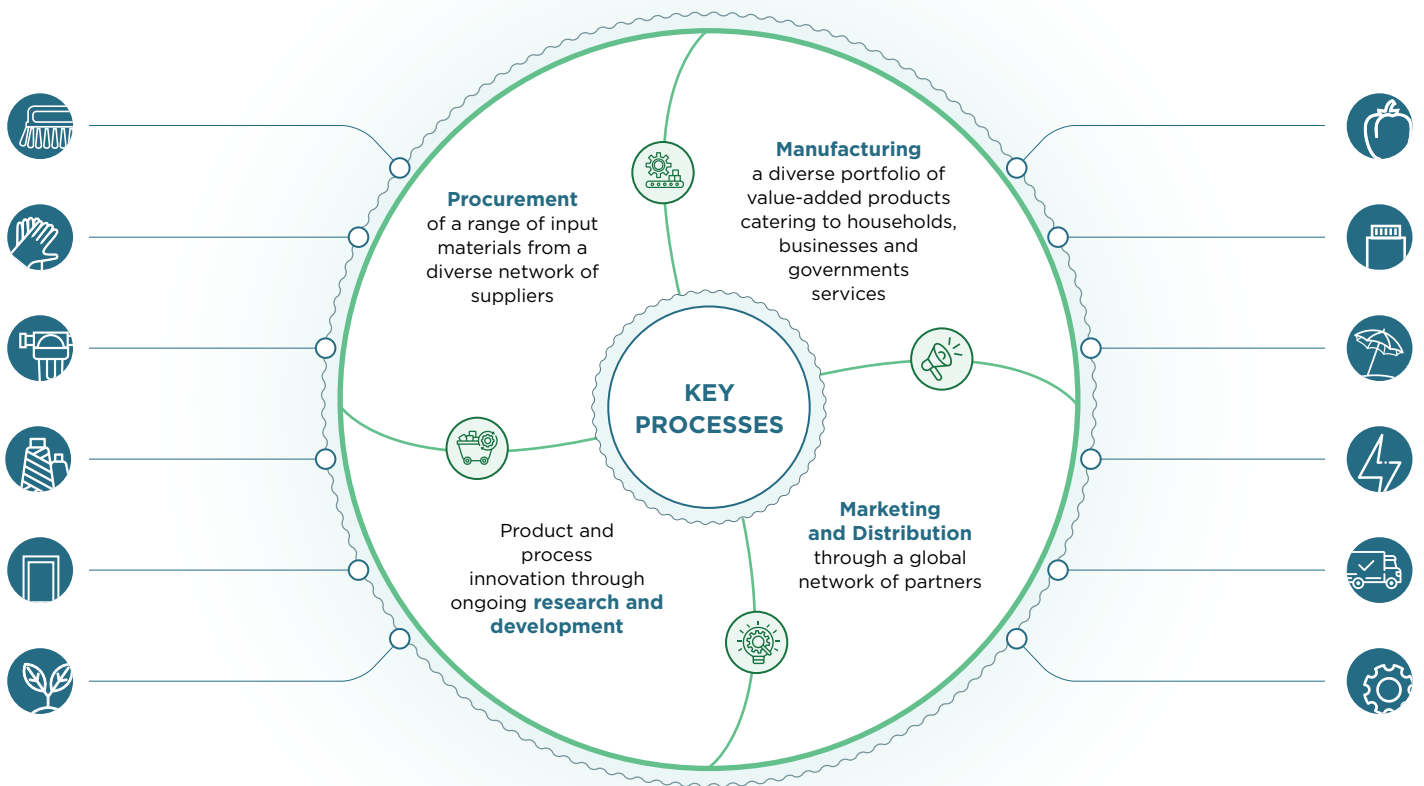 Procurement
of a range of input
materials from a
diverse network of
suppliers
Manufacturing
a diverse portfolio of
value-added products
catering to households,
businesses and
governments
services
KEY
PROCESSES
Product and
process
innovation through
ongoing research and
development
Marketing
and Distribution
through a global
network of partners